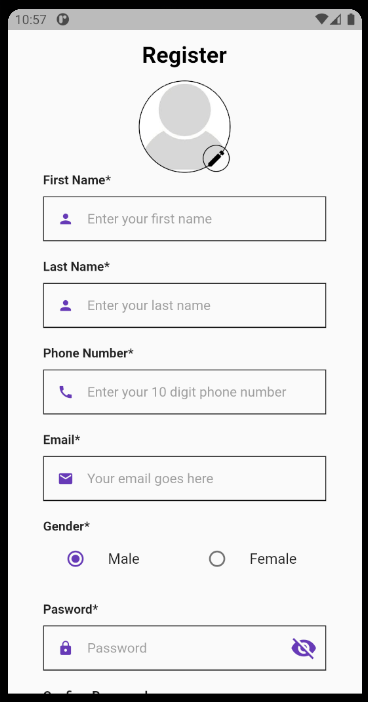 10:57
Register
First Name*
Enter your first name
Last Name*
Enter your last name
Phone Number*
Enter your 10 digit phone number
Email*
Your email goes here
Gender*
Male Female
Pasword*
Password